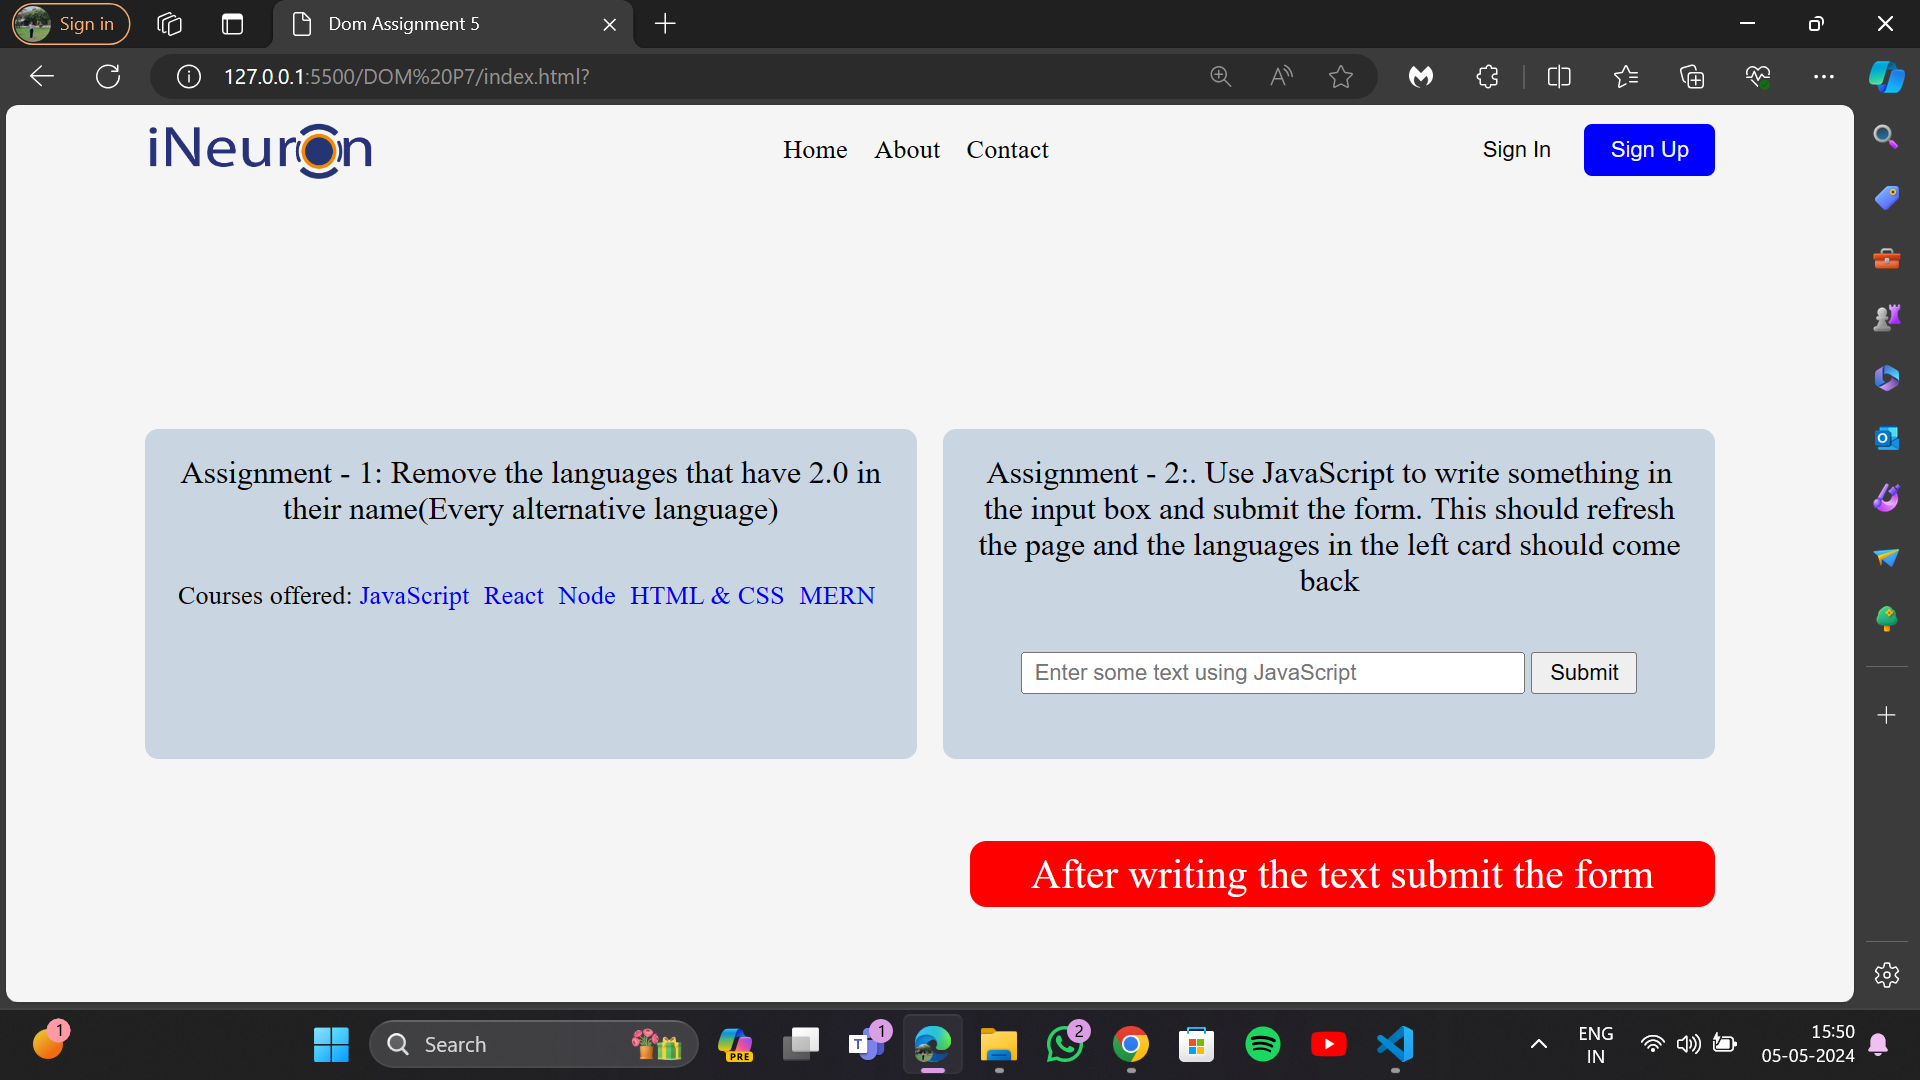 Sign in
Dom Assignment 5
127.0.0.1:5500/DOM%20P7/index.html?
iNeuron
Home About Contact
Sign In
Sign Up
Assignment - 1: Remove the languages that have 2.0 in
their name(Every alternative language)
Courses offered: JavaScript React Node HTML & CSS MERN
Assignment - 2:. Use JavaScript to write something in
the input box and submit the form. This should refresh
the page and the languages in the left card should come
back
Enter some text using JavaScript
Submit
After writing the text submit the form
1
Search
PRE
T
1
2
ENG
IN
15:50
05-05-2024